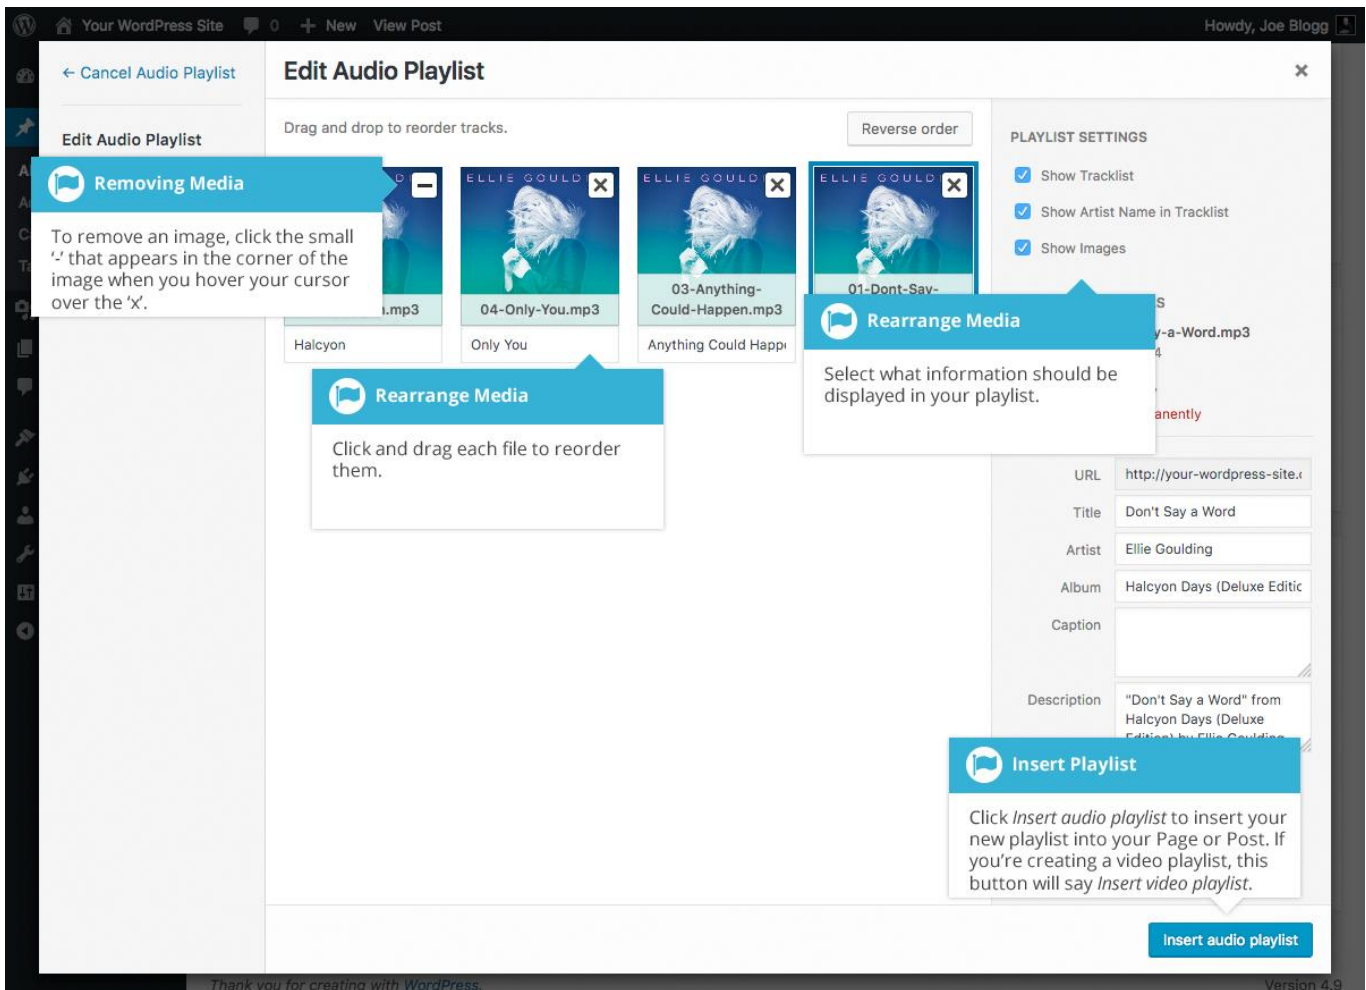 Your WordPress Site 0 + New View Post Howdy, Joe Blogg
← Cancel Audio Playlist
Edit Audio Playlist
Edit Audio Playlist
×
Drag and drop to reorder tracks.
Reverse order
Removing Media
To remove an image, click the small
‘-’ that appears in the corner of the
image when you hover your cursor
over the ‘x’.
ELLIE GOULD
ELLIE GOULD
ELLIE GOULD
.mp3
04-Only-You.mp3
03-Anything-
Could-Happen.mp3
01-Dont-Say-
Halcyon
Only You
Anything Could Happ
Rearrange Media
Click and drag each file to reorder
them.
PLAYLIST SETTINGS
Show Tracklist
Show Artist Name in Tracklist
Show Images
Rearrange Media
Select what information should be
displayed in your playlist.
S
y-a-Word.mp3
4
anently
URL http://your-wordpress-site.c
Title Don't Say a Word
Artist Ellie Goulding
Album Halcyon Days (Deluxe Editic
Caption
Description "Don't Say a Word" from
Halcyon Days (Deluxe
Edition) by Ellie Goulding
Insert Playlist
Click Insert audio playlist to insert your
new playlist into your Page or Post. If
you’re creating a video playlist, this
button will say Insert video playlist.
Insert audio playlist
Thank you for creating with WordPress.
Version 4.9